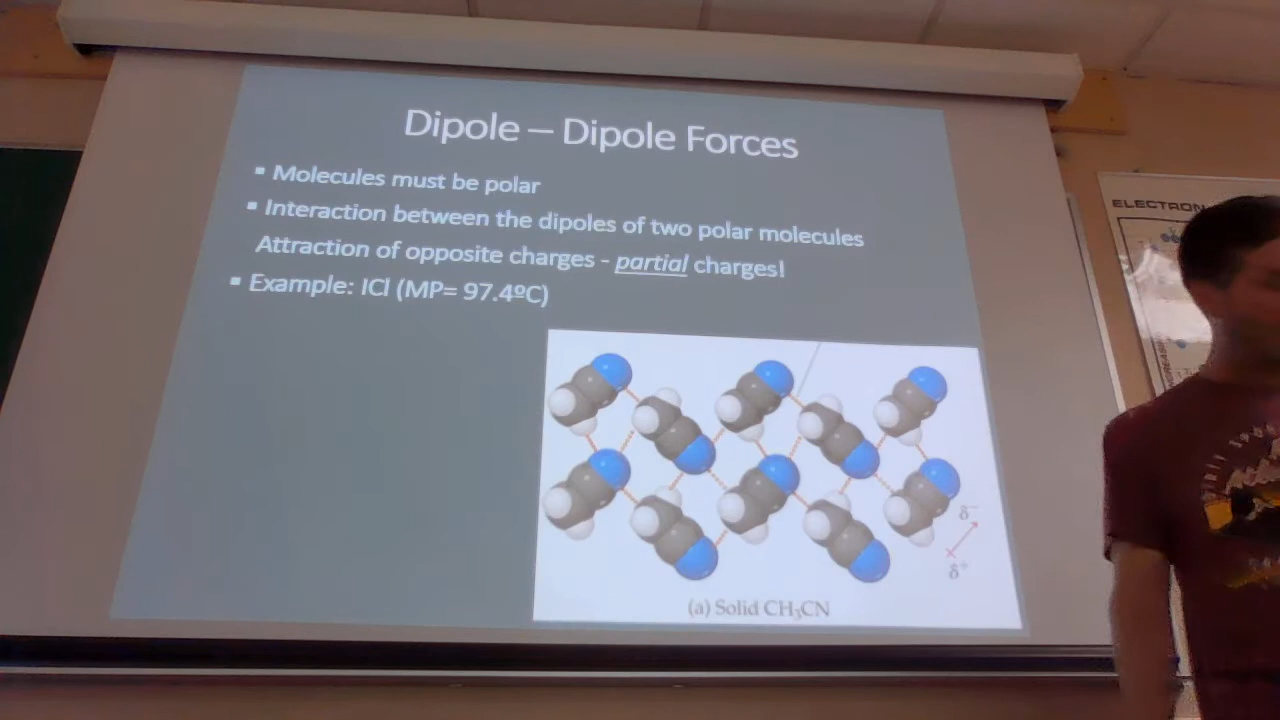 Dipole – Dipole Forces
▪ Molecules must be polar
▪ Interaction between the dipoles of two polar molecules
Attraction of opposite charges - partial charges!
▪ Example: ICl (MP= 97.4ºC)
δ⁻
δ⁺
(a) Solid CH₃CN
ELECTRON